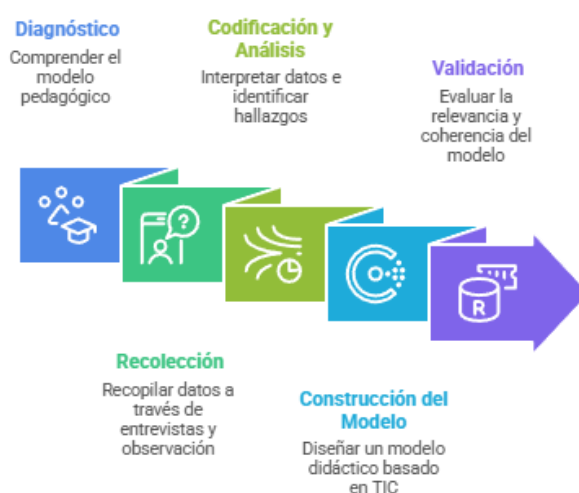 Diagnóstico
Comprender el
modelo
pedagógico
Recolección
Recopilar datos a
través de
entrevistas y
observación
Codificación y
Análisis
Interpretar datos e
identificar
hallazgos
Construcción del
Modelo
Diseñar un modelo
didáctico basado
en TIC
Validación
Evaluar la
relevancia y
coherencia del
modelo
?
R